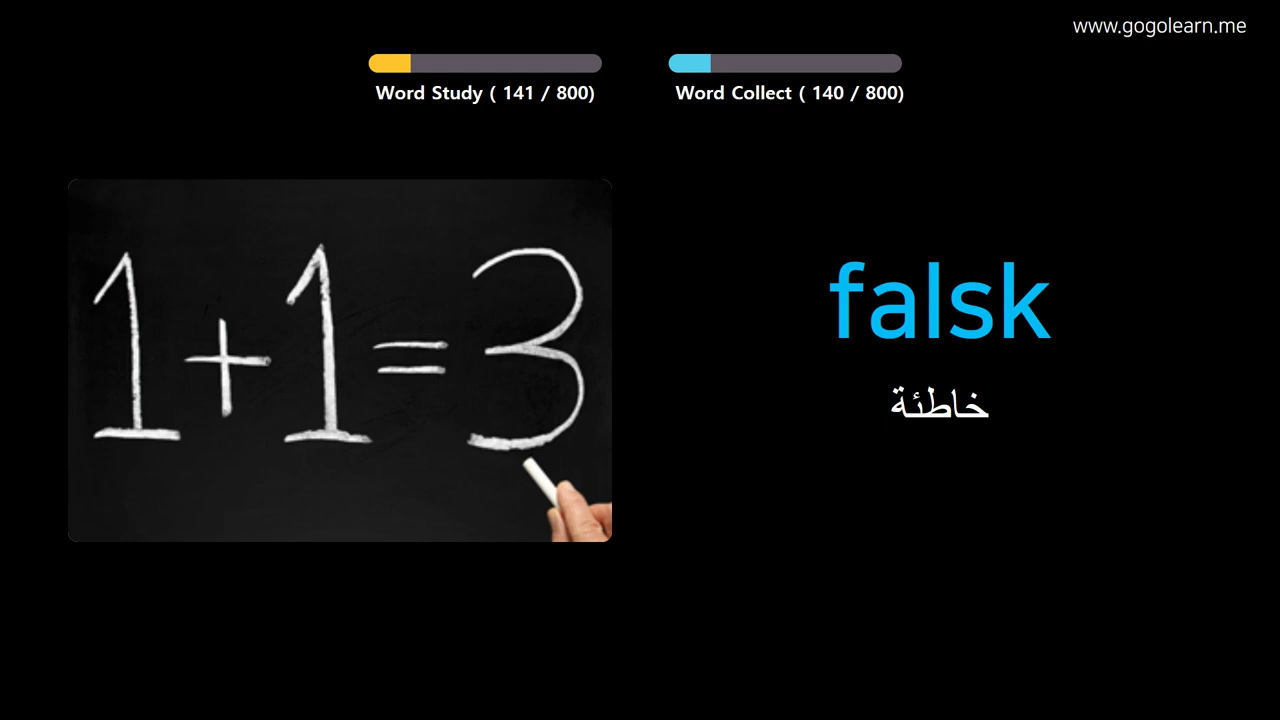 www.gogolearn.me
Word Study ( 141 / 800)
Word Collect ( 140 / 800)
1+1=3
falsk
خاطئة